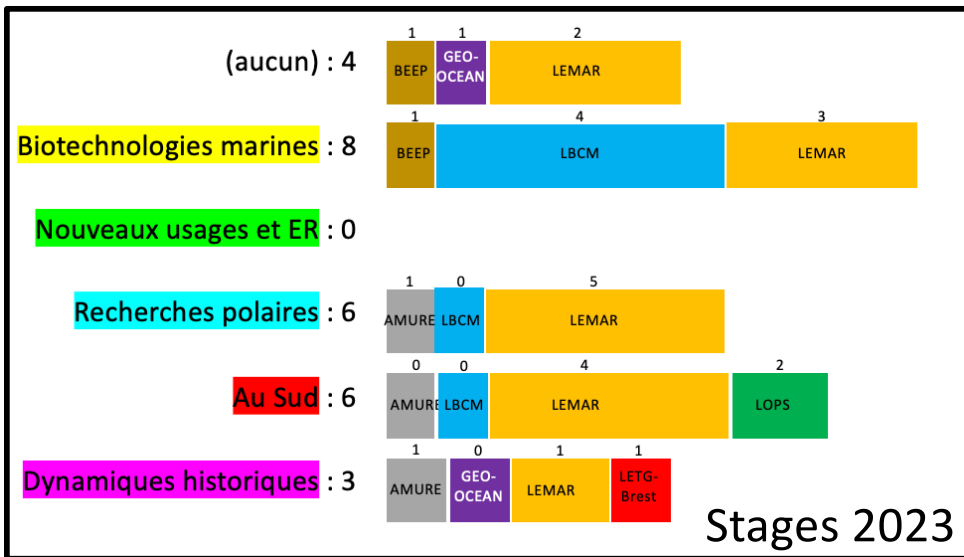 1 1 2
(aucun) : 4 BEEP GEO-OCEAN LEMAR
1 4 3
Biotechnologies marines : 8 BEEP LBCM LEMAR
Nouveaux usages et ER : 0
1 0 5
Recherches polaires : 6 AMURE LBCM LEMAR
0 0 4 2
Au Sud : 6 AMURE LBCM LEMAR LOPS
1 0 1 1
Dynamiques historiques : 3 AMURE GEO-OCEAN LEMAR LETG-Brest
Stages 2023